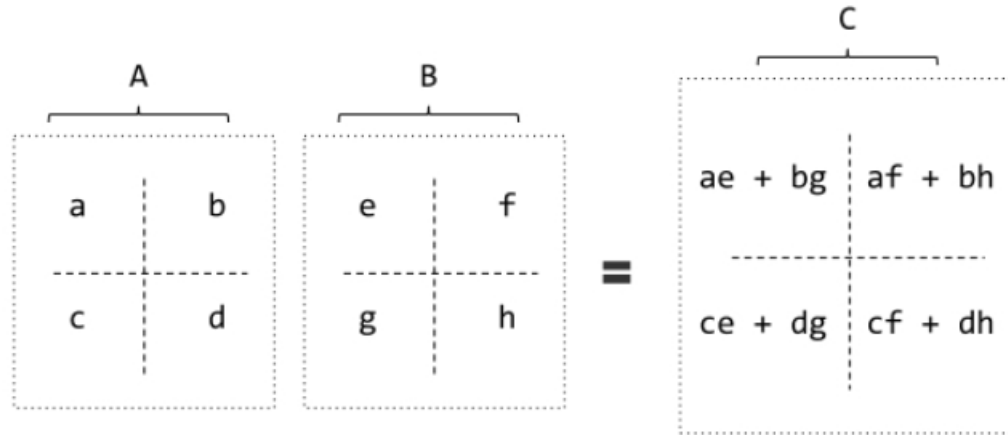 C
A B
ae + bg af + bh
a b e f
=
c d g h
ce + dg cf + dh